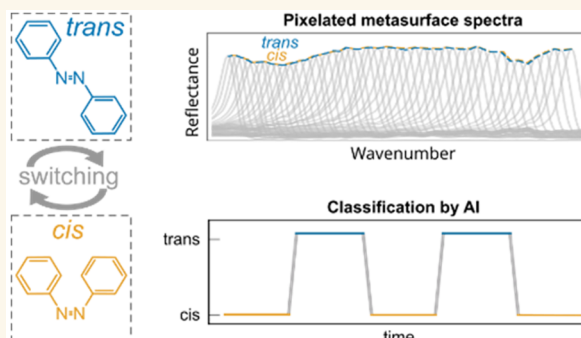 trans
N=N
switching
cis
N=N
Pixelated metasurface spectra
trans
cis
Reflectance
Wavenumber
Classification by AI
trans
cis
time